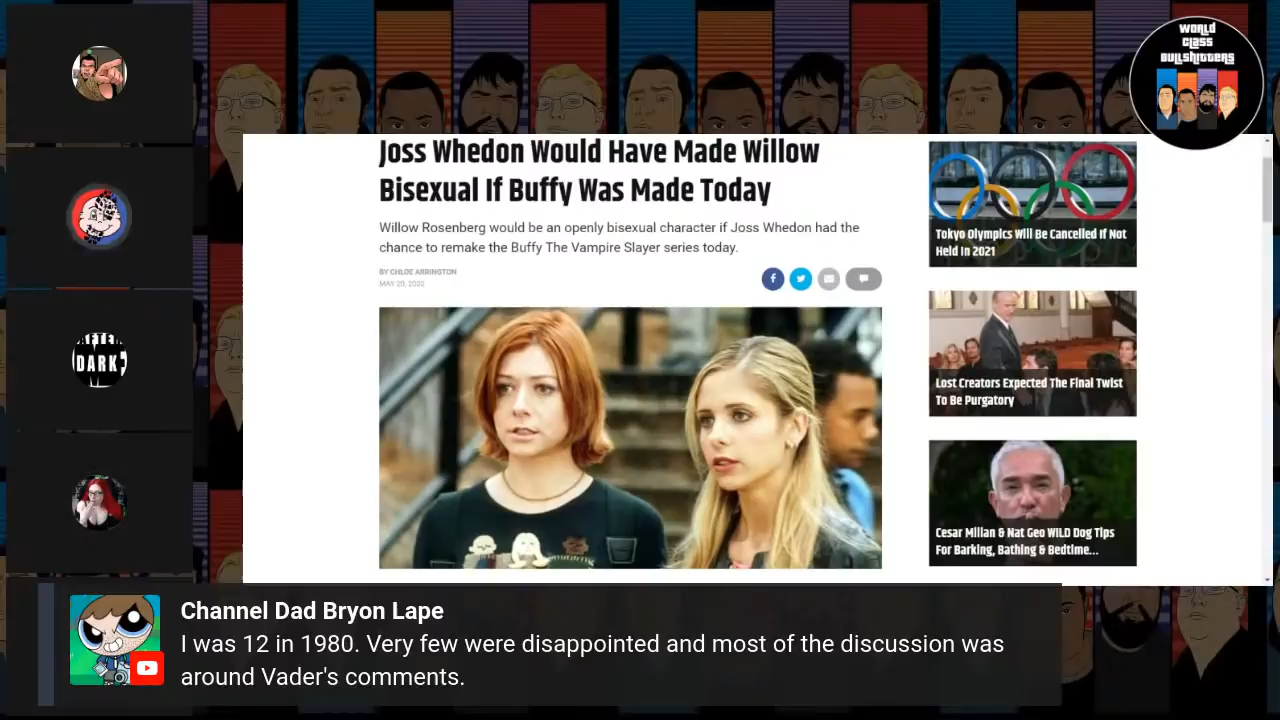 WORLD
CLASS
BULLSHITTERS
AFTER
DARK
Joss Whedon Would Have Made Willow
Bisexual If Buffy Was Made Today
Willow Rosenberg would be an openly bisexual character if Joss Whedon had the
chance to remake the Buffy The Vampire Slayer series today.
BY CHLOE ARRINGTON
MAY 20, 2020
Tokyo Olympics Will Be Cancelled If Not
Held In 2021
Lost Creators Expected The Final Twist
To Be Purgatory
Cesar Milian & Nat Geo WILD Dog Tips
For Barking, Bathing & Bedtime...
Channel Dad Bryon Lape
I was 12 in 1980. Very few were disappointed and most of the discussion was
around Vader's comments.